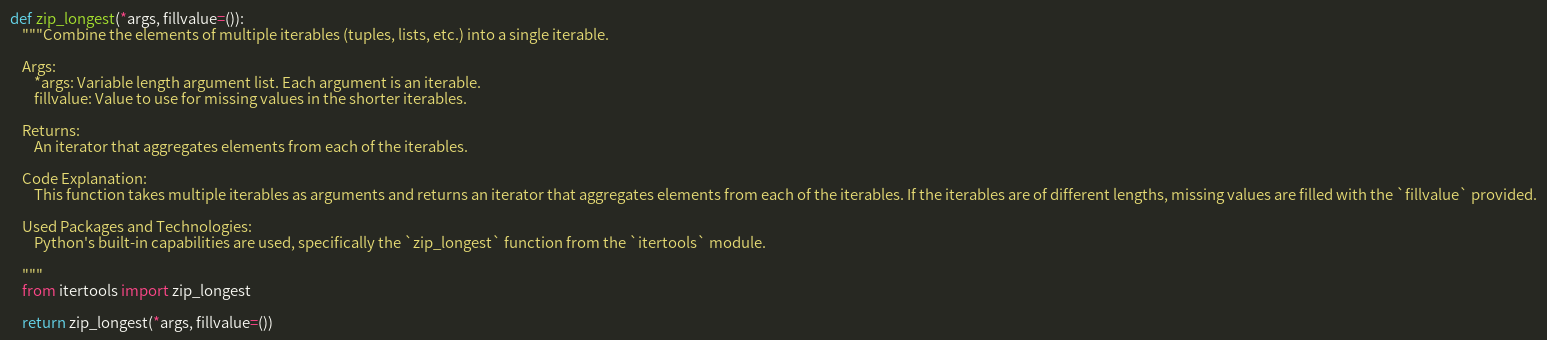 def zip_longest(*args, fillvalue=()):
"""Combine the elements of multiple iterables (tuples, lists, etc.) into a single iterable.
Args:
*args: Variable length argument list. Each argument is an iterable.
fillvalue: Value to use for missing values in the shorter iterables.
Returns:
An iterator that aggregates elements from each of the iterables.
Code Explanation:
This function takes multiple iterables as arguments and returns an iterator that aggregates elements from each of the iterables. If the iterables are of different lengths, missing values are filled with the `fillvalue` provided.
Used Packages and Technologies:
Python's built-in capabilities are used, specifically the `zip_longest` function from the `itertools` module.
"""
from itertools import zip_longest
return zip_longest(*args, fillvalue=())